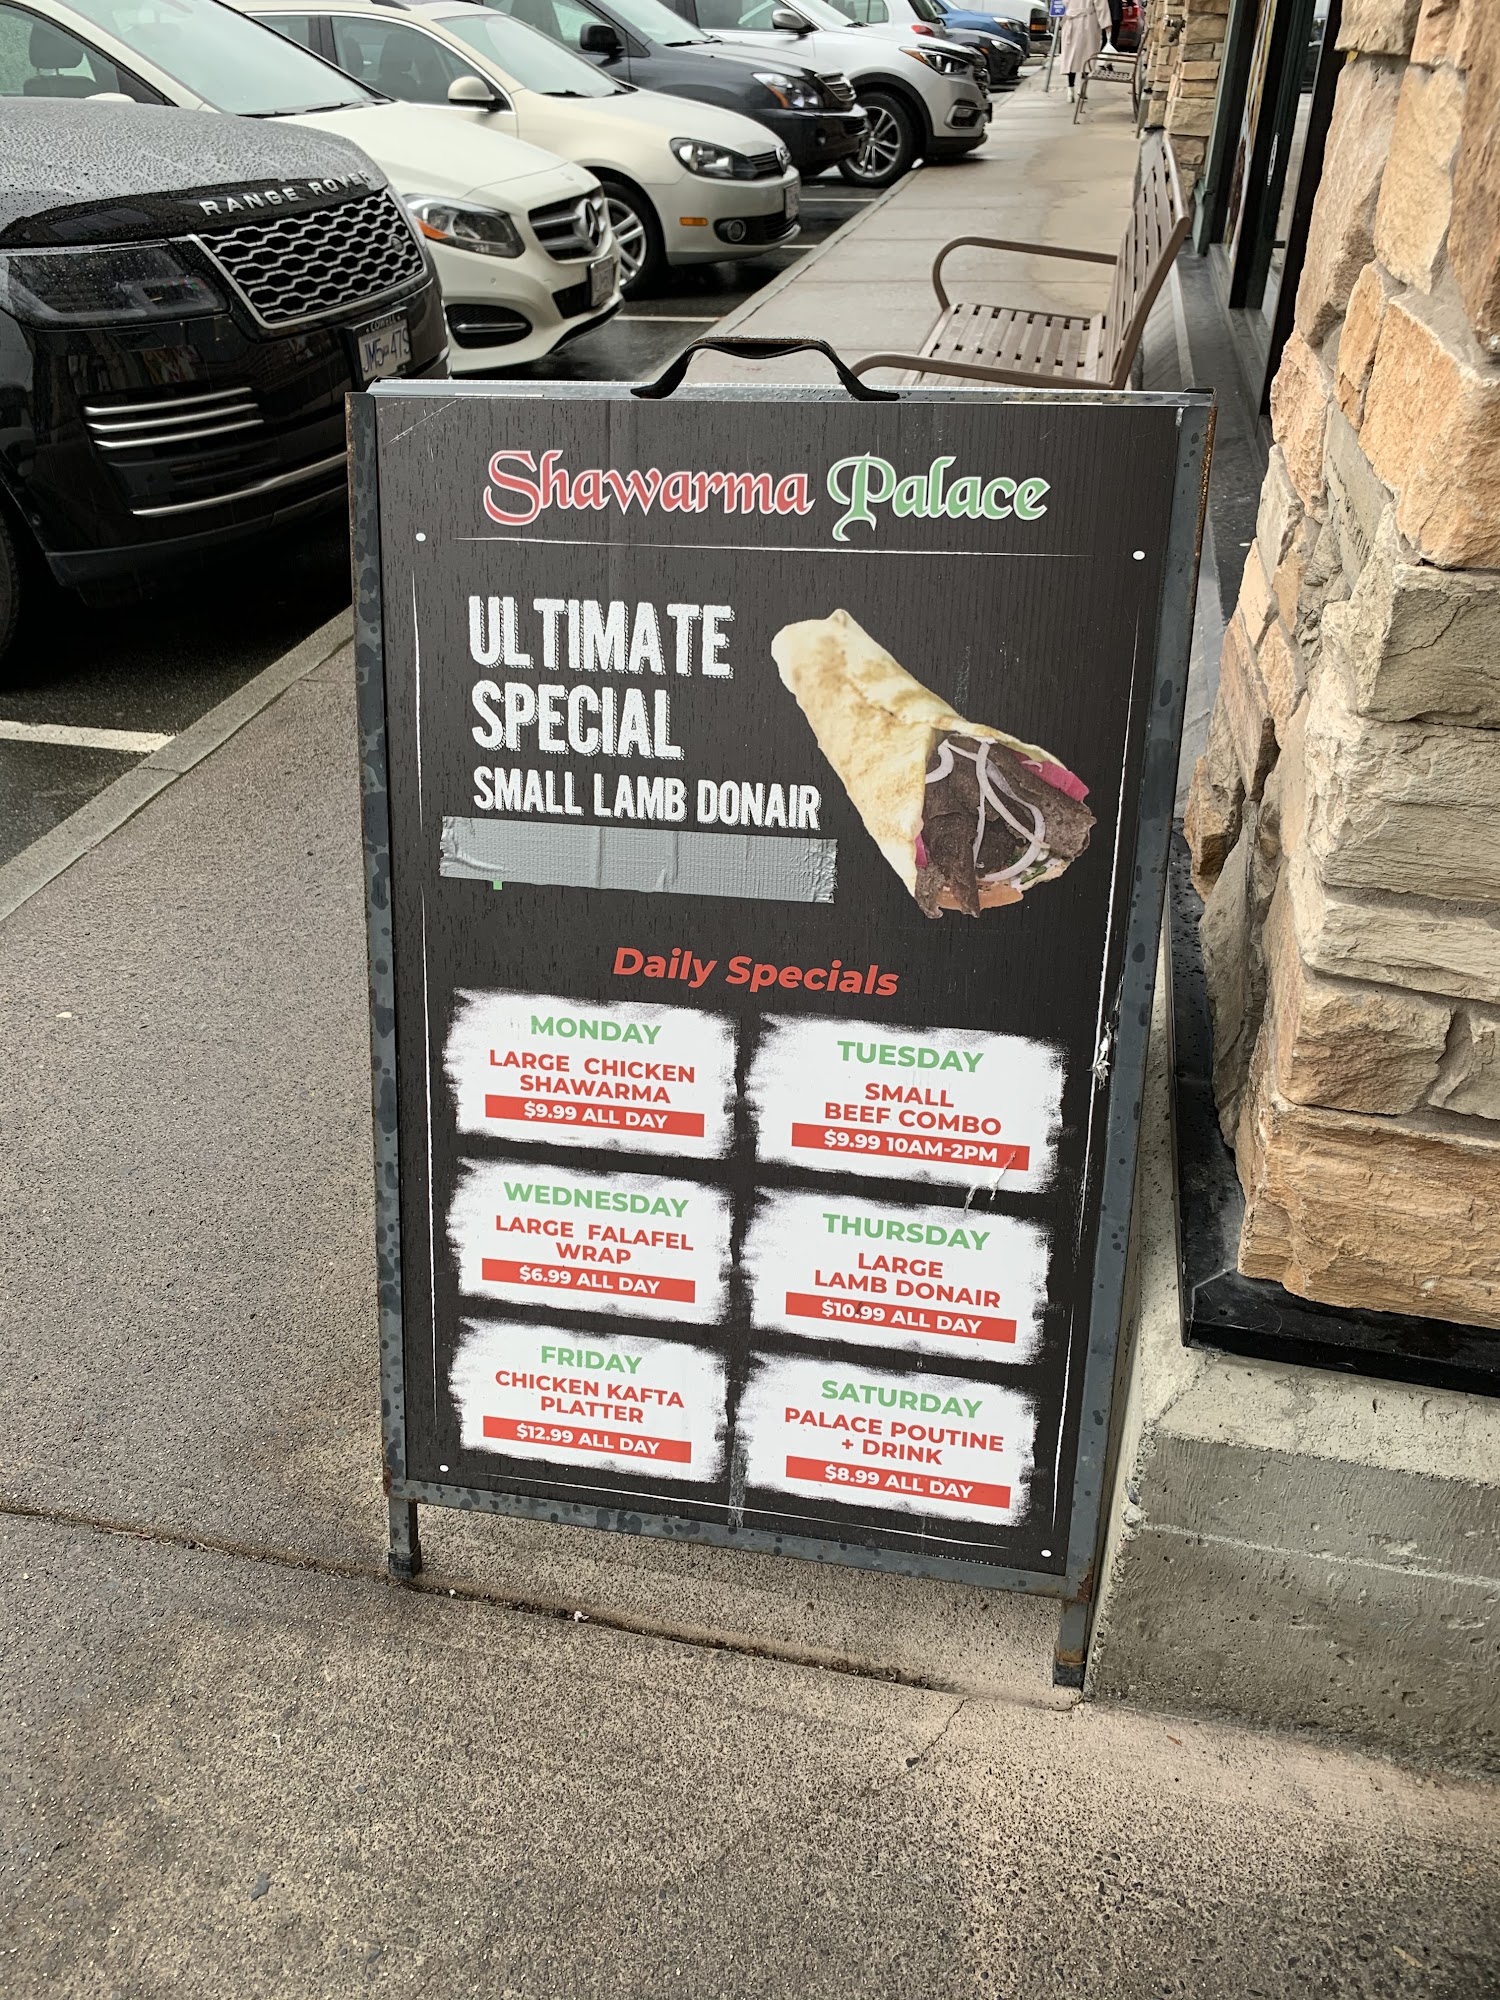 RANGE ROVER
Shawarma Palace
ULTIMATE
SPECIAL
SMALL LAMB DONAIR
Daily Specials
MONDAY
LARGE CHICKEN
SHAWARMA
$9.99 ALL DAY
TUESDAY
SMALL
BEEF COMBO
$9.99 10AM-2PM
WEDNESDAY
LARGE FALAFEL
WRAP
$6.99 ALL DAY
THURSDAY
LARGE
LAMB DONAIR
$10.99 ALL DAY
FRIDAY
CHICKEN KAFTA
PLATTER
$12.99 ALL DAY
SATURDAY
PALACE POUTINE
+ DRINK
$8.99 ALL DAY